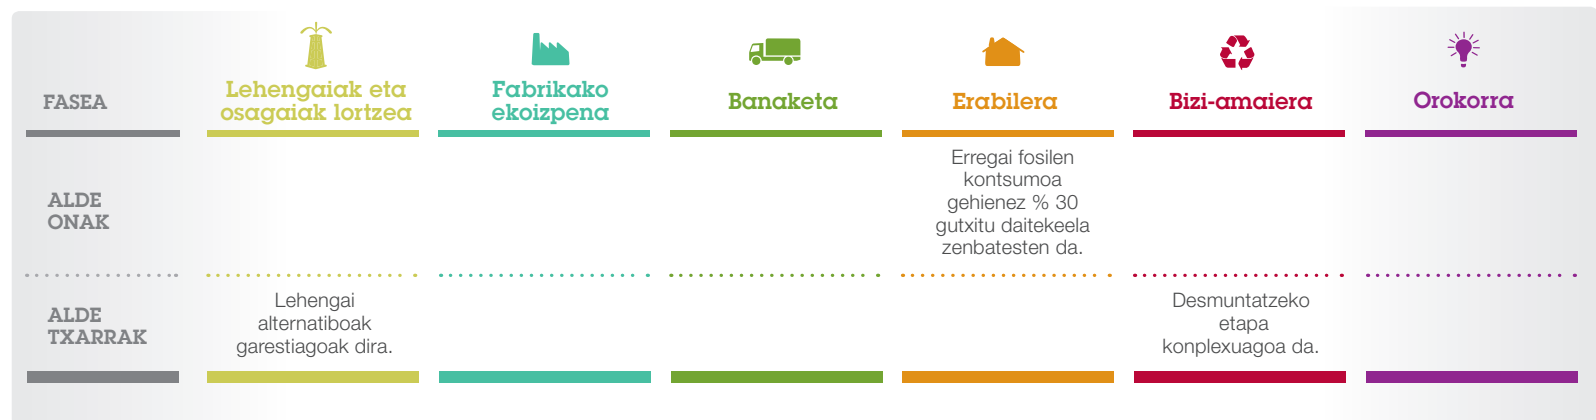 FASEA
Lehengaiak eta
osagaiak lortzea
Fabrikako
ekoizpena
Banaketa
Erabilera
Bizi-amaiera
Orokorra
ALDE
ONAK
Erregai fosilen
kontsumoa
gehienez % 30
gutxitu daitekeela
zenbatesten da.
ALDE
TXARRAK
Lehengai
alternatiboak
garestiagoak dira.
Desmuntatzeko
etapa
konplexuagoa da.